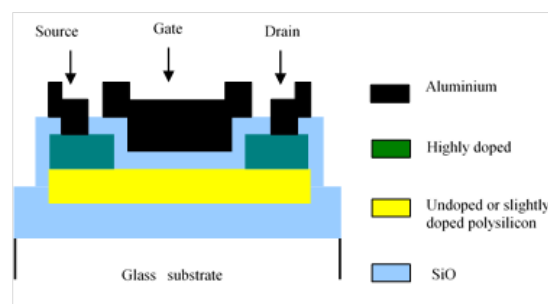 Source
Gate
Drain
Aluminium
Highly doped
Undoped or slightly
doped polysilicon
SiO
Glass substrate